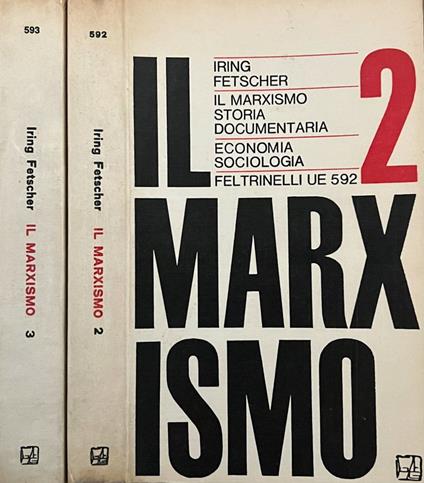 593
Iring Fetscher IL MARXISMO 3
592
Iring Fetscher IL MARXISMO 2
IL
IRING
FETSCHER
IL MARXISMO
STORIA
DOCUMENTARIA
ECONOMIA
SOCIOLOGIA
FELTRINELLI UE 592
2
MARX
ISMO